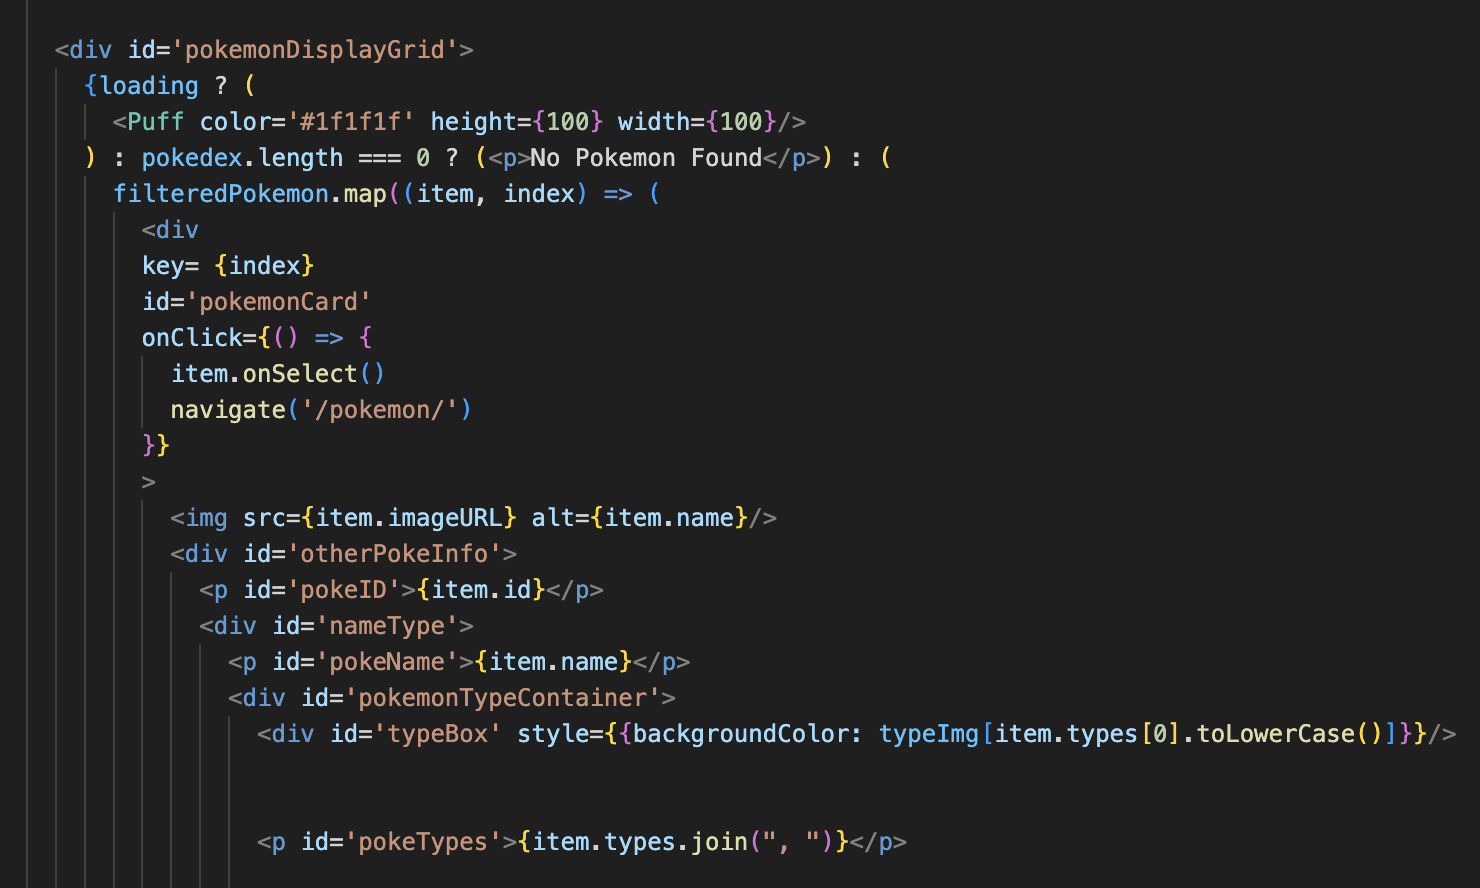 <div id='pokemonDisplayGrid'>
{loading ? (
<Puff color='#1f1f1f' height={100} width={100}/>
) : pokedex.length === 0 ? (<p>No Pokemon Found</p>) : (
filteredPokemon.map((item, index) => (
<div
key= {index}
id='pokemonCard'
onClick={() => {
item.onSelect()
navigate('/pokemon/')
}}
>
<img src={item.imageURL} alt={item.name}/>
<div id='otherPokeInfo'>
<p id='pokeID'>{item.id}</p>
<div id='nameType'>
<p id='pokeName'>{item.name}</p>
<div id='pokemonTypeContainer'>
<div id='typeBox' style={{backgroundColor: typeImg[item.types[0].toLowerCase()]}}/>
<p id='pokeTypes'>{item.types.join(", ")}</p>